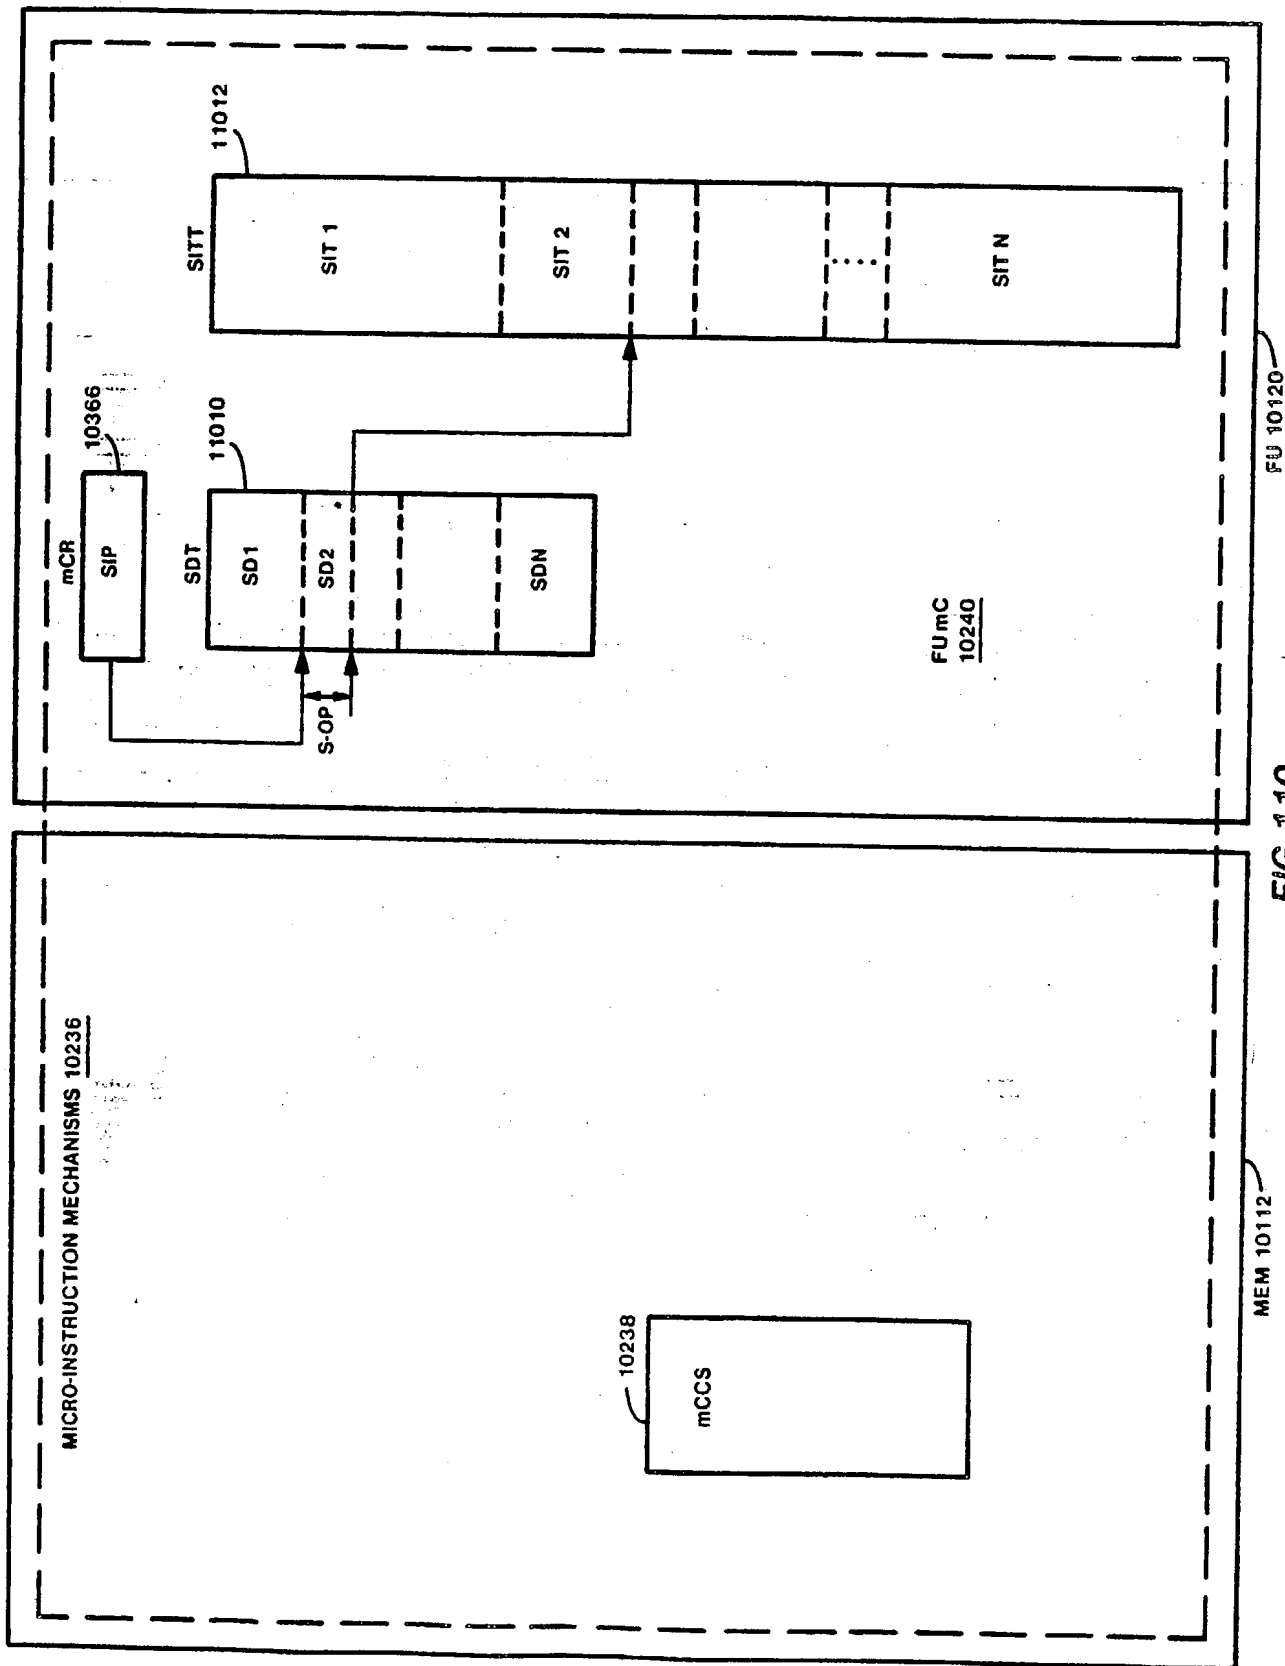 MICRO-INSTRUCTION MECHANISMS 10236
10238
mCCS
MEM 10112
mCR
SIP
10366
SDT
11010
SD1
SD2
SDN
S-OP
SITT
11012
SIT 1
SIT 2
SIT N
FU mC
10240
FU 10120